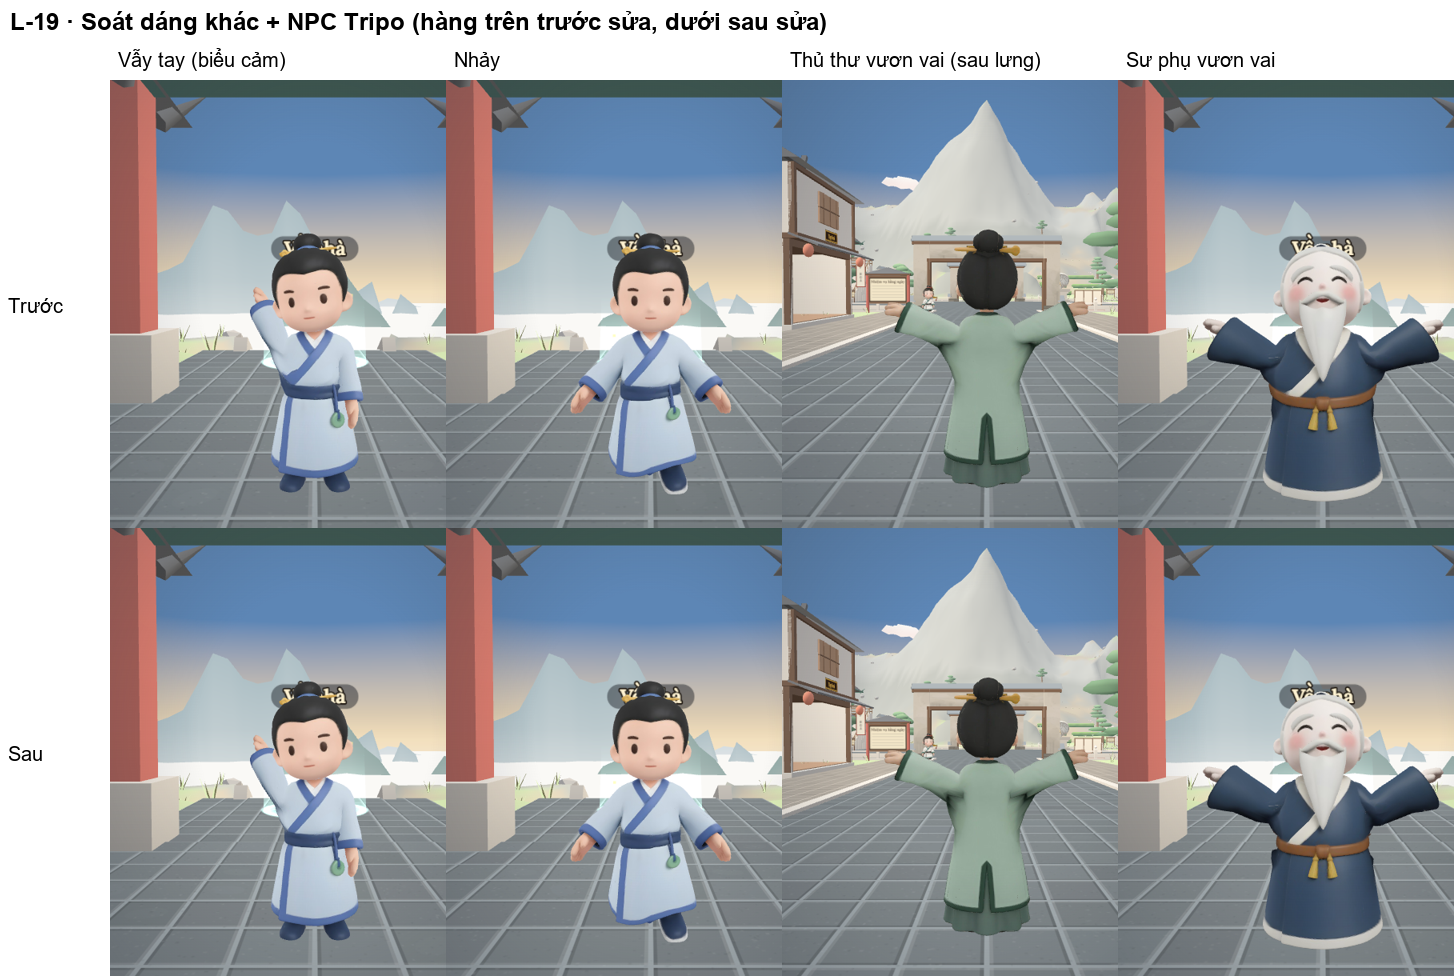 L-19 · Soát dáng khác + NPC Tripo (hàng trên trước sửa, dưới sau sửa)
Vẫy tay (biểu cảm) Nhảy Thủ thư vươn vai (sau lưng) Sư phụ vươn vai
Trước
Sau